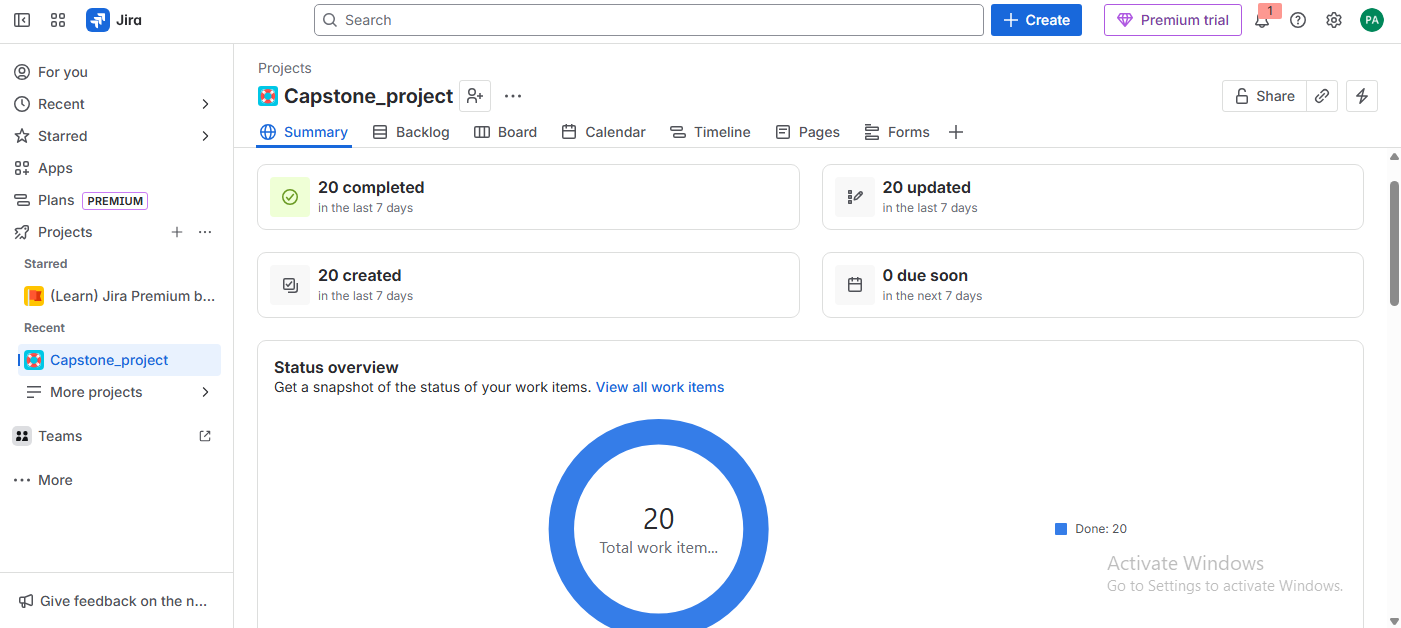 Jira
Search
Create
Premium trial
1
PA
For you
Recent
Starred
Apps
Plans PREMIUM
Projects
Starred
(Learn) Jira Premium b...
Recent
Capstone_project
More projects
Teams
More
Give feedback on the n...
Projects
Capstone_project
Share
Summary Backlog Board Calendar Timeline Pages Forms
20 completed
in the last 7 days
20 updated
in the last 7 days
20 created
in the last 7 days
0 due soon
in the next 7 days
Status overview
Get a snapshot of the status of your work items. View all work items
20
Total work item...
Done: 20
Activate Windows
Go to Settings to activate Windows.